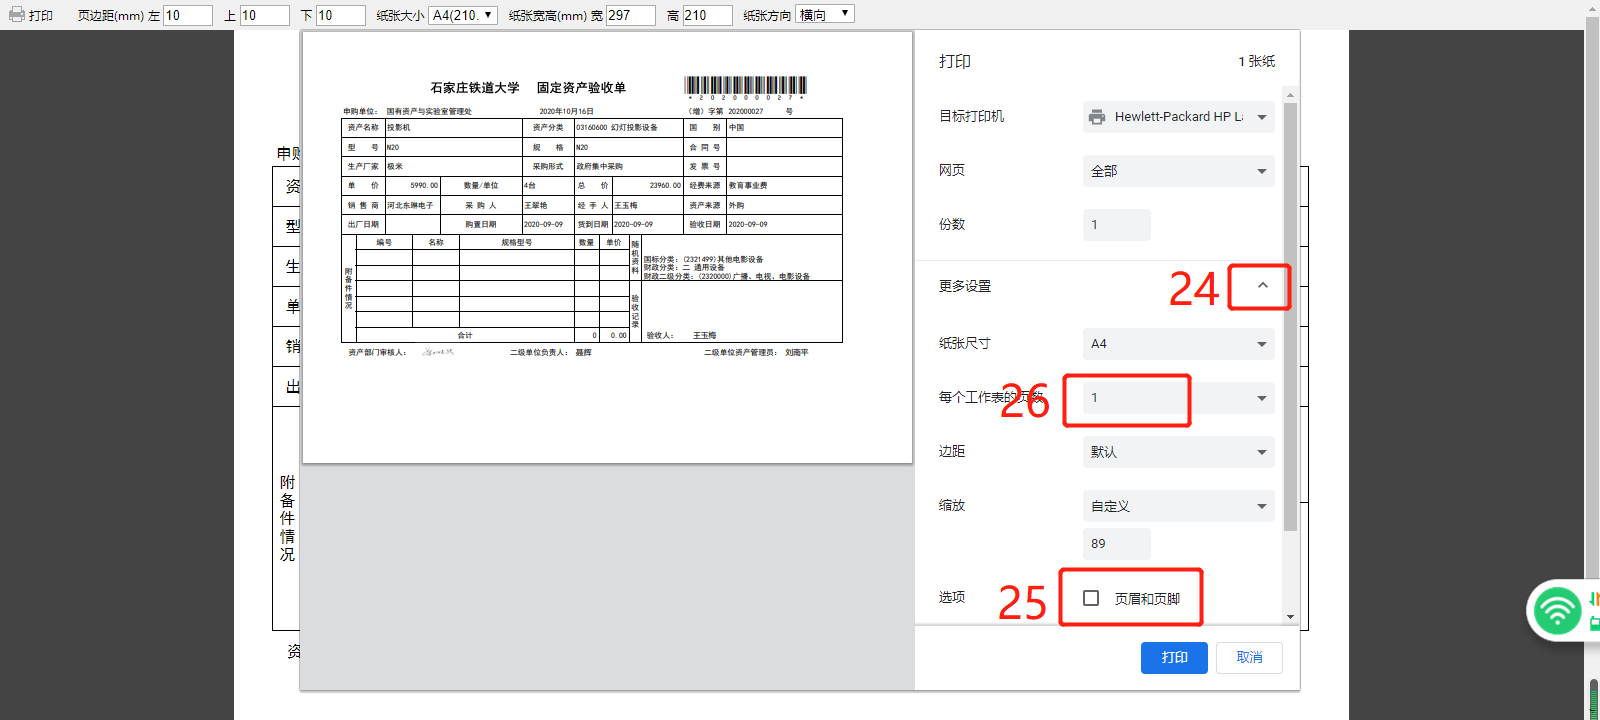 打印 页边距(mm) 左 10 上 10 下 10 纸张大小 A4(210. 纸张宽高(mm) 宽 297 高 210 纸张方向 横向
申购
资
型
生
单
销
出
附
备
件
情
况
资
石家庄铁道大学 固定资产验收单
*202000027*
申购单位: 国有资产与实验室管理处 2020年10月16日 (增) 字第 202000027 号
资产名称 投影机 资产分类 03160600 幻灯投影设备 国 别 中国
型 号 N20 规 格 N20 合 同 号
生产厂家 极米 采购形式 政府集中采购 发 票 号
单 价 5990.00 数量/单位 4台 总 价 23960.00 经费来源 教育事业费
销 售 商 河北东琳电子 采 购 人 王翠艳 经 手 人 王玉梅 资产来源 外购
出厂日期 购置日期 2020-09-09 货到日期 2020-09-09 验收日期 2020-09-09
附备件情况 编号 名称 规格型号 数量 单价 随机资料
国标分类: (2321499)其他电影设备
财政分类: 二 通用设备
财政二级分类: (2320000)广播、电视、电影设备
验收记录
合计 0 0.00 验收人: 王玉梅
资产部门审核人: 二级单位负责人: 聂辉 二级单位资产管理员: 刘南平
打印 1 张纸
目标打印机 Hewlett-Packard HP La
网页 全部
份数 1
更多设置 24
纸张尺寸 A4
每个工作表的页数 26 1
边距 默认
缩放 自定义
89
选项 25 页眉和页脚
打印 取消